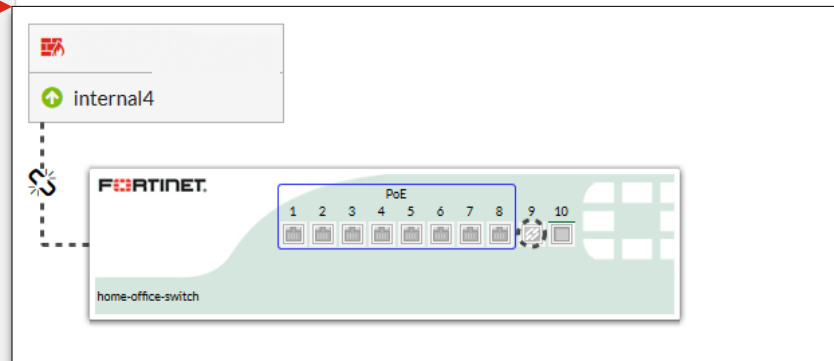 internal4
FORTINET
PoE
1 2 3 4 5 6 7 8 9 10
home-office-switch